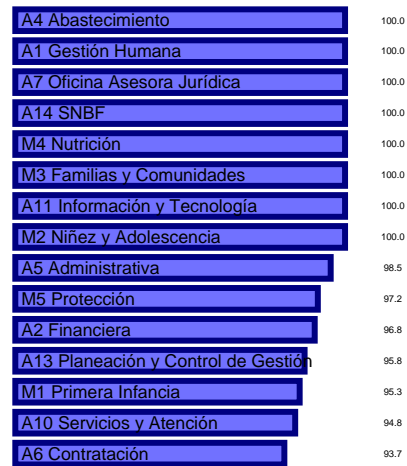 A4 Abastecimiento 100.0
A1 Gestión Humana 100.0
A7 Oficina Asesora Jurídica 100.0
A14 SNBF 100.0
M4 Nutrición 100.0
M3 Familias y Comunidades 100.0
A11 Información y Tecnología 100.0
M2 Niñez y Adolescencia 100.0
A5 Administrativa 98.5
M5 Protección 97.2
A2 Financiera 96.8
A13 Planeación y Control de Gestión 95.8
M1 Primera Infancia 95.3
A10 Servicios y Atención 94.8
A6 Contratación 93.7